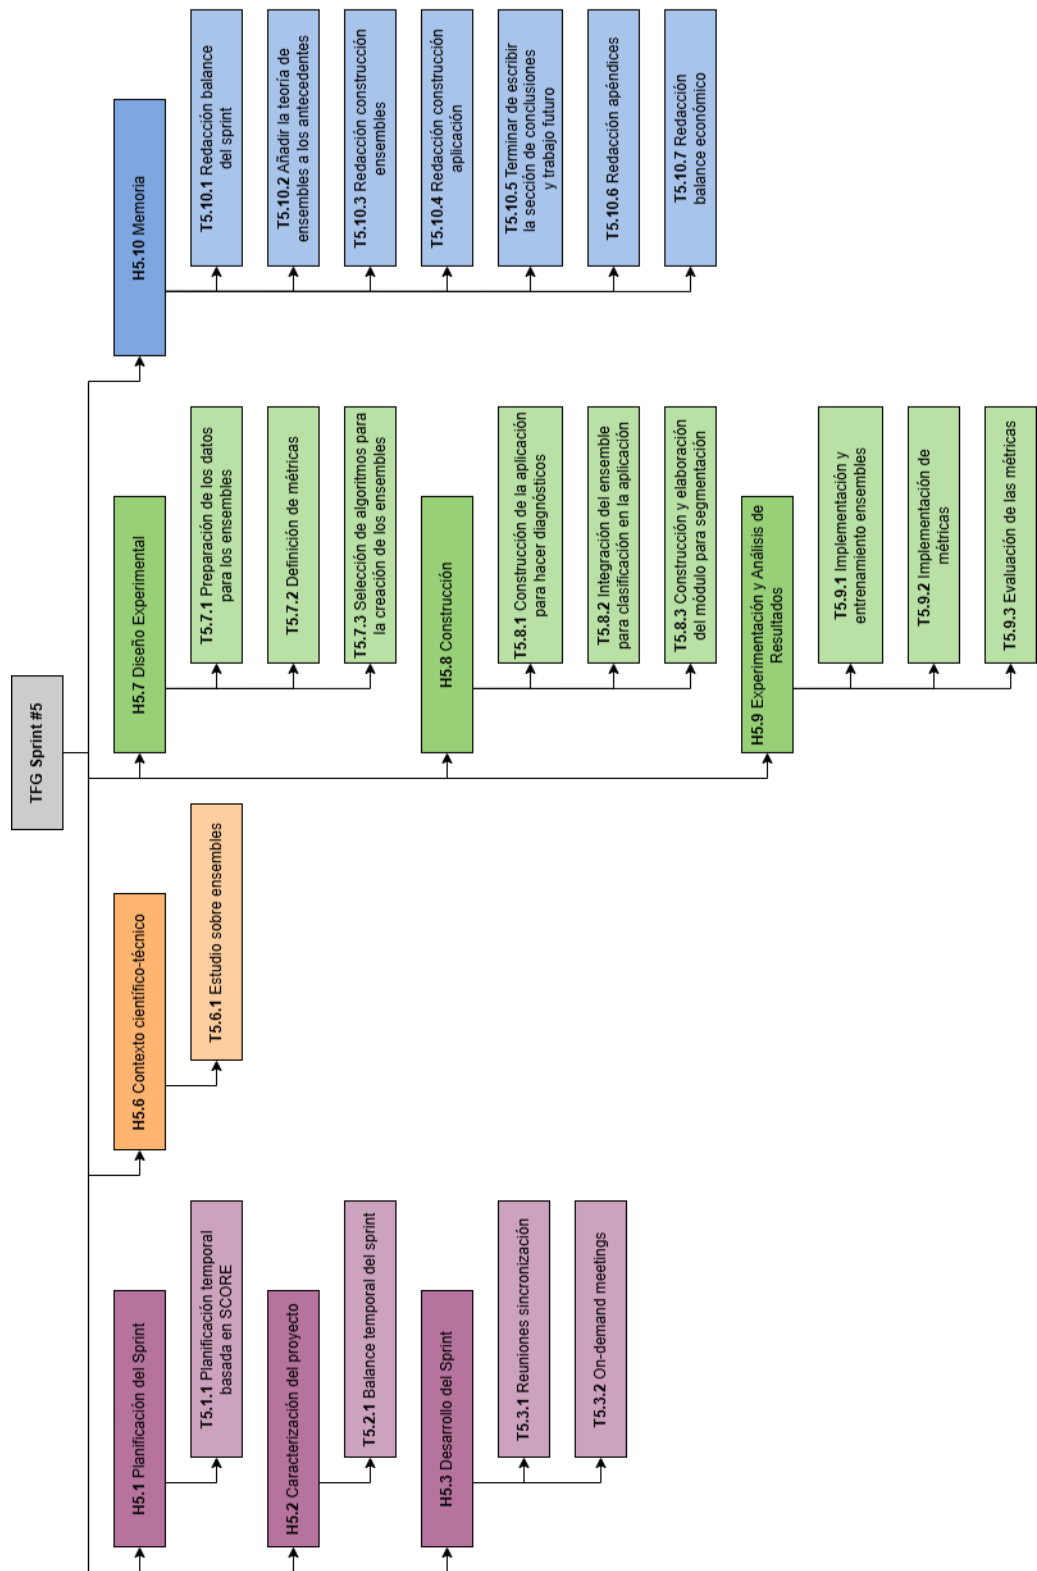 TFG Sprint #5
H5.1 Planificación del Sprint
T5.1.1 Planificación temporal
basada en SCORE
H5.2 Caracterización del proyecto
T5.2.1 Balance temporal del sprint
H5.3 Desarrollo del Sprint
T5.3.1 Reuniones sincronización
T5.3.2 On-demand meetings
H5.6 Contexto científico-técnico
T5.6.1 Estudio sobre ensembles
H5.7 Diseño Experimental
T5.7.1 Preparación de los datos
para los ensembles
T5.7.2 Definición de métricas
T5.7.3 Selección de algoritmos para
la creación de los ensembles
H5.8 Construcción
T5.8.1 Construcción de la aplicación
para hacer diagnósticos
T5.8.2 Integración del ensemble
para clasificación en la aplicación
T5.8.3 Construcción y elaboración
del módulo para segmentación
H5.9 Experimentación y Análisis de
Resultados
T5.9.1 Implementación y
entrenamiento ensembles
T5.9.2 Implementación de
métricas
T5.9.3 Evaluación de las métricas
H5.10 Memoria
T5.10.1 Redacción balance
del sprint
T5.10.2 Añadir la teoría de
ensembles a los antecedentes
T5.10.3 Redacción construcción
ensembles
T5.10.4 Redacción construcción
aplicación
T5.10.5 Terminar de escribir
la sección de conclusiones
y trabajo futuro
T5.10.6 Redacción apéndices
T5.10.7 Redacción
balance económico